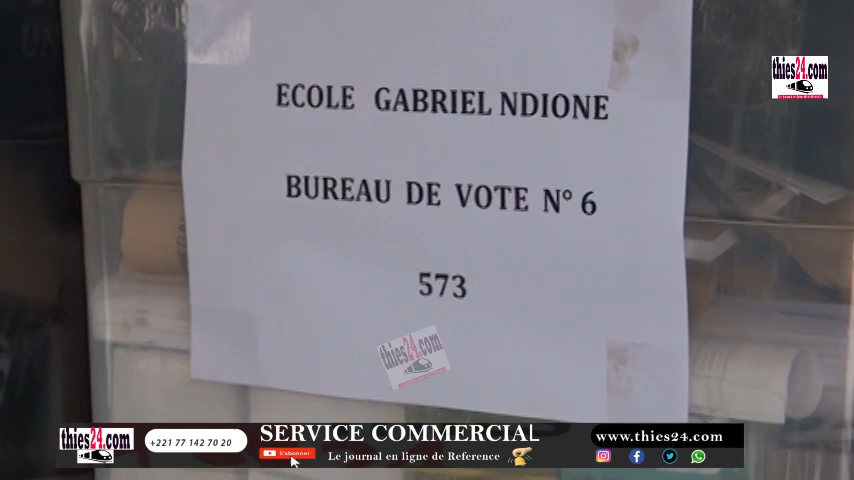 thies24.com
ECOLE GABRIEL NDIONE
BUREAU DE VOTE N° 6
573
thies24.com
thies24.com
+221 77 142 70 20
SERVICE COMMERCIAL
S'abonner
Le journal en ligne de Reference
www.thies24.com